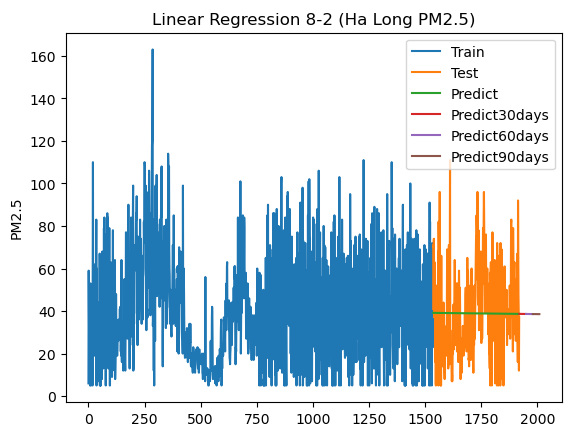 Linear Regression 8-2 (Ha Long PM2.5)
PM2.5
160
140
120
100
80
60
40
20
0
Train
Test
Predict
Predict30days
Predict60days
Predict90days
0 250 500 750 1000 1250 1500 1750 2000